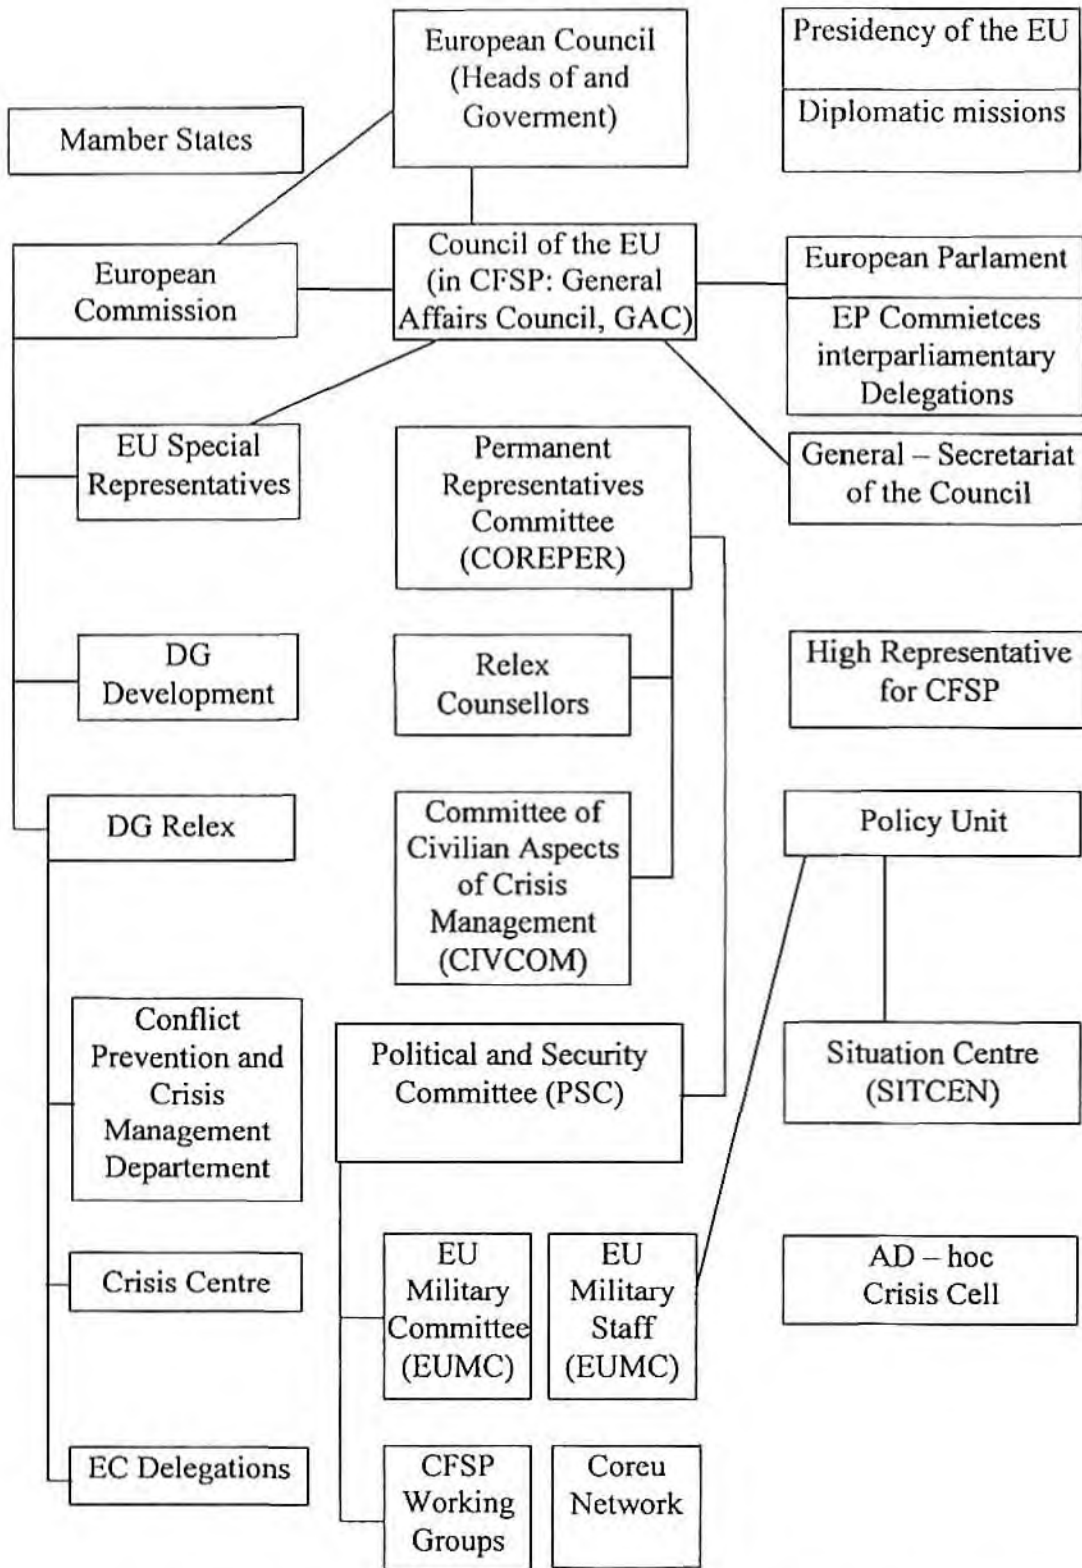 European Council
(Heads of and
Goverment)
Presidency of the EU
Diplomatic missions
Mamber States
European
Commission
Council of the EU
(in CFSP: General
Affairs Council, GAC)
European Parlament
EP Commietces
interparliamentary
Delegations
EU Special
Representatives
Permanent
Representatives
Committee
(COREPER)
General – Secretariat
of the Council
DG
Development
Relex
Counsellors
High Representative
for CFSP
DG Relex
Committee of
Civilian Aspects
of Crisis
Management
(CIVCOM)
Policy Unit
Conflict
Prevention and
Crisis
Management
Departement
Political and Security
Committee (PSC)
Situation Centre
(SITCEN)
Crisis Centre
EU
Military
Committee
(EUMC)
EU
Military
Staff
(EUMC)
AD – hoc
Crisis Cell
EC Delegations
CFSP
Working
Groups
Coreu
Network